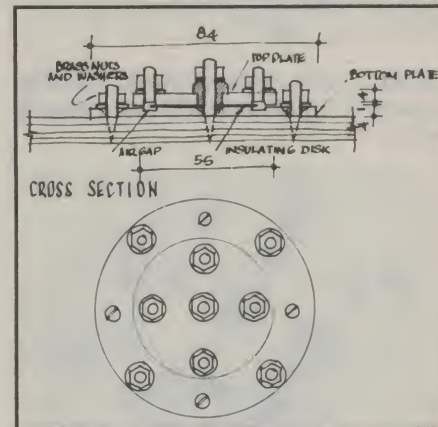 84
BRASS NUTS
AND WASHERS
TOP PLATE
BOTTOM PLATE
AIR GAP
56
INSULATING DISK
CROSS SECTION